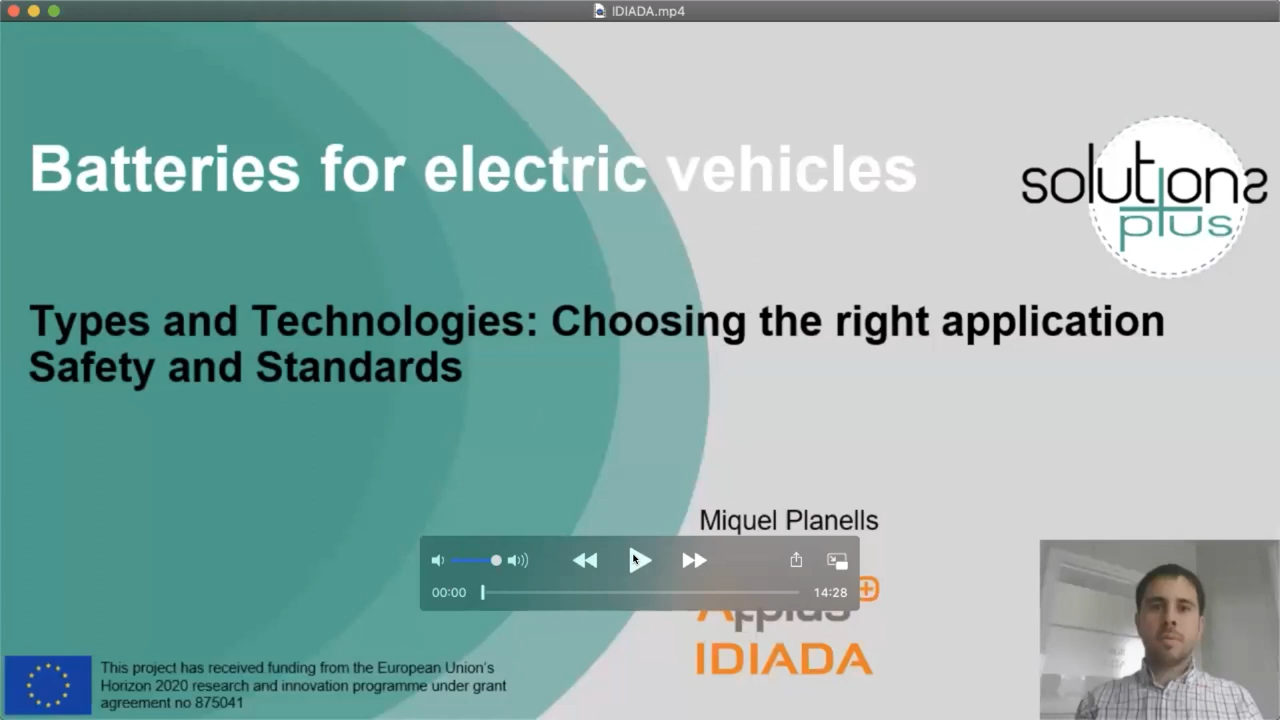 IDIADA.mp4
Batteries for electric vehicles
solutions
plus
Types and Technologies: Choosing the right application
Safety and Standards
Miquel Planells
00:00
14:28
Applus
IDIADA
This project has received funding from the European Union's
Horizon 2020 research and innovation programme under grant
agreement no 875041